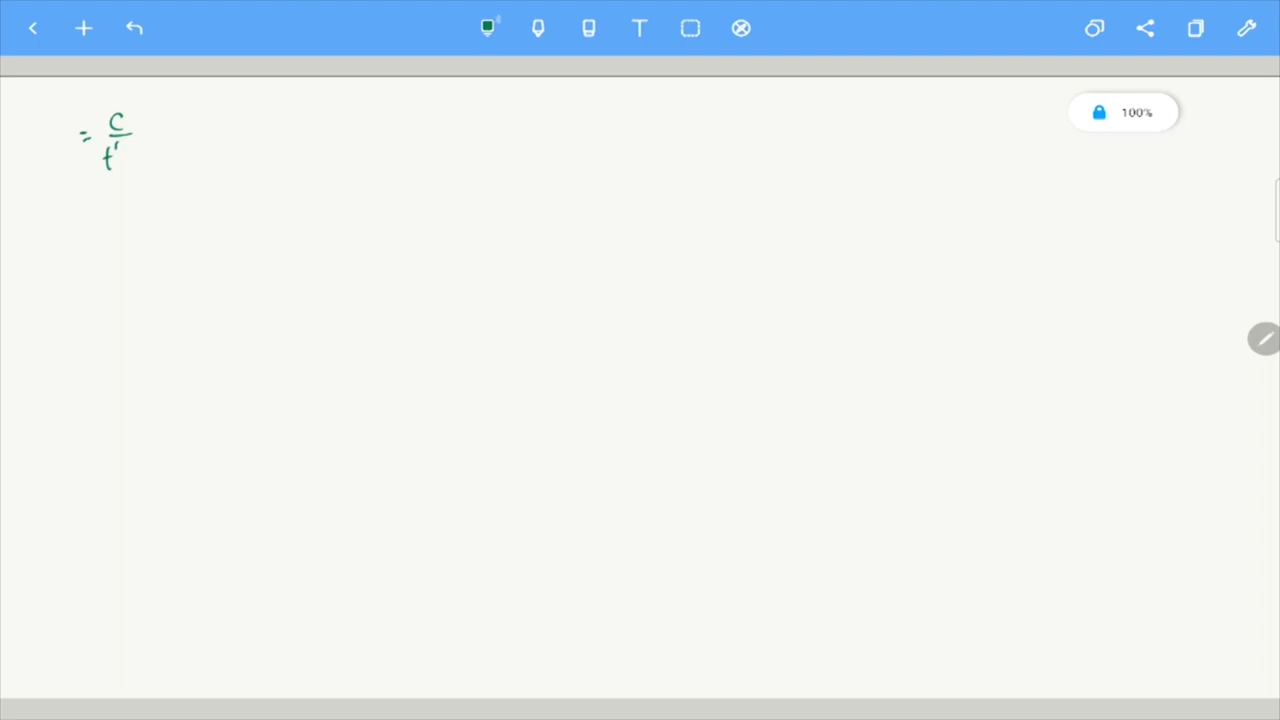 100%
= c/t'